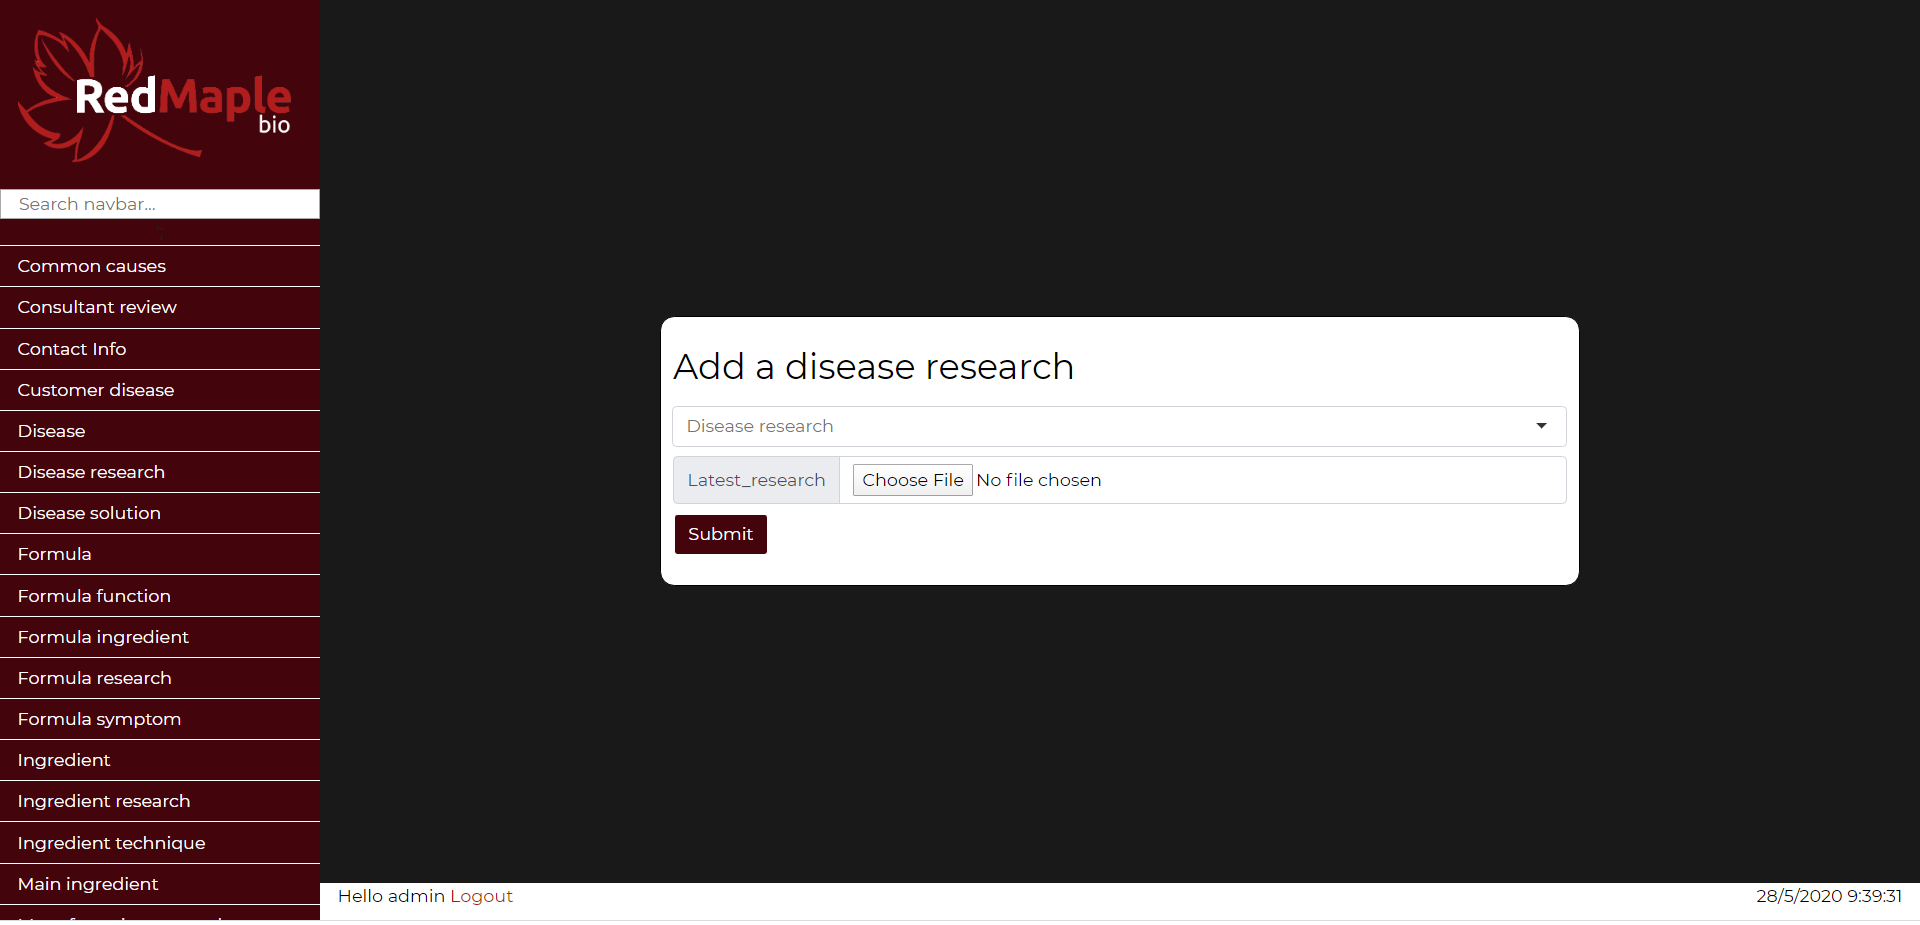 RedMaple
bio
Search navbar...
Common causes
Consultant review
Contact Info
Customer disease
Disease
Disease research
Disease solution
Formula
Formula function
Formula ingredient
Formula research
Formula symptom
Ingredient
Ingredient research
Ingredient technique
Main ingredient
Add a disease research
Disease research
Latest_research Choose File No file chosen
Submit
Hello admin Logout
28/5/2020 9:39:31